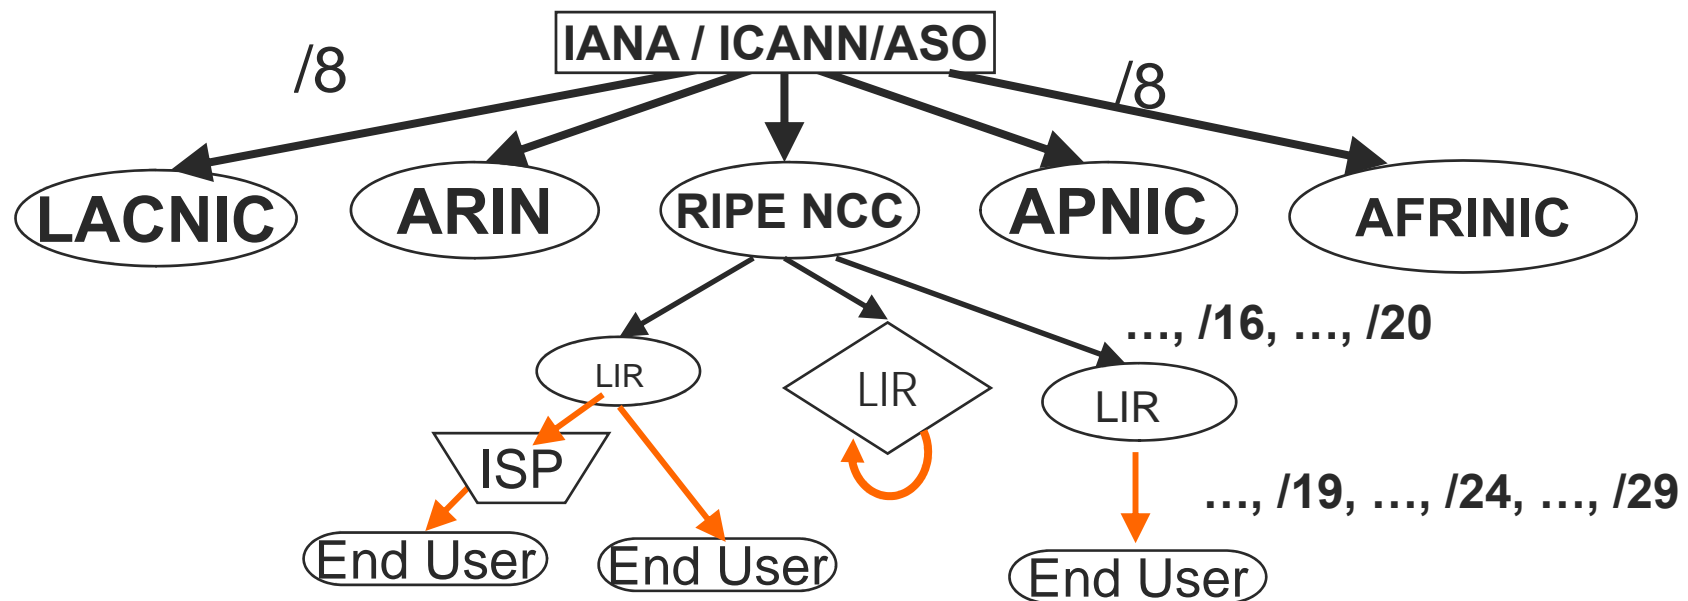 IANA / ICANN/ASO
/8
/8
LACNIC
ARIN
RIPE NCC
APNIC
AFRINIC
…, /16, …, /20
LIR
LIR
LIR
ISP
…, /19, …, /24, …, /29
End User
End User
End User